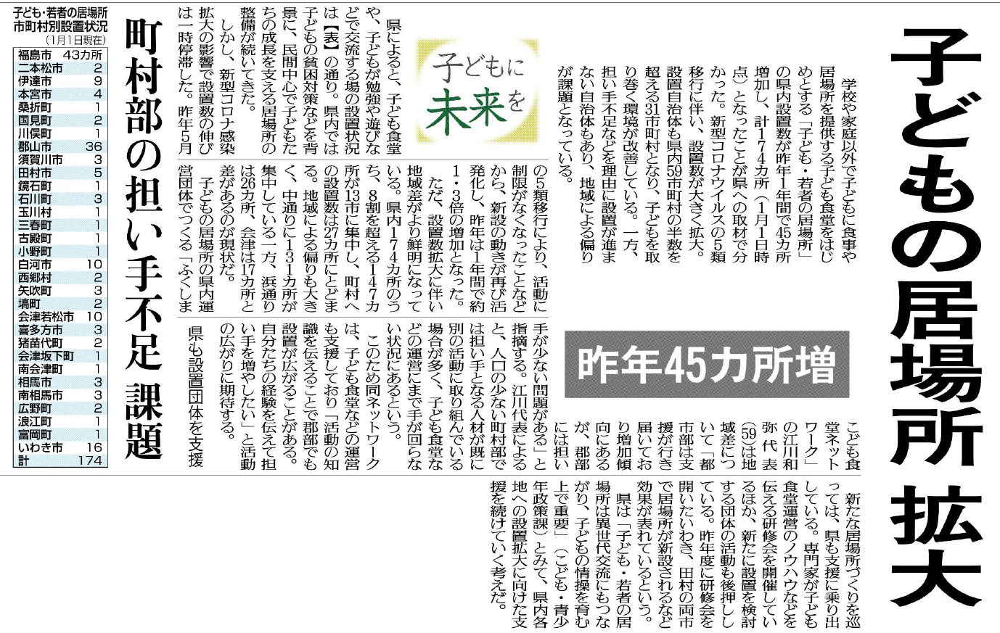 子どもの居場所 拡大
昨年45カ所増
町村部の担い手不足 課題
子どもに
未来を
学校や家庭以外で子どもに食事や
居場所を提供する子ども食堂をはじ
めとする「子ども・若者の居場所」
の県内設置数が昨年1年間で45カ所
増加し、計174カ所(1月1日時
点)となったことが県への取材で分
かった。新型コロナウイルスの5類
移行に伴い、設置数が大きく拡大。
設置自治体も県内59市町村の半数を
超える31市町村となり、子どもを取
り巻く環境が改善している。一方、
担い手不足などを理由に設置が進ま
ない自治体もあり、地域による偏り
が課題となっている。
県によると、子ども食堂
や、子どもが勉強や遊びな
どで交流する場の設置状況
は【表】の通り。県内では
子どもの貧困対策などを背
景に、民間中心で子どもた
ちの成長を支える居場所の
整備が続いてきた。
しかし、新型コロナ感染
拡大の影響で設置数の伸び
は一時停滞した。昨年5月
の5類移行により、活動に
制限がなくなったことなど
から、新設の動きが再び活
発化し、昨年は1年間で約
1・3倍の増加となった。
ただ、設置数拡大に伴い
地域差がより鮮明になって
いる。県内174カ所のう
ち、8割を超える147カ
所が13市に集中し、町村へ
の設置数は27カ所にとどま
る。地域による偏りも大き
く、中通りに131カ所が
集中している一方、浜通り
は26カ所、会津は17カ所と
差があるのが現状だ。
子どもの居場所の県内運
営団体でつくる「ふくしま
こども食
堂ネット
ワーク」
の江川和
弥代表
(59)は地
域差につ
いて「都
市部は支
援が行き
届いてお
り増加傾
向にある
が、郡部
には担い
手が少ない問題がある」と
指摘する。江川代表による
と、人口の少ない町村部で
は担い手となる人材が既に
別の活動に取り組んでいる
場合が多く、子ども食堂な
どの運営にまで手が回らな
い状況にあるという。
このため同ネットワーク
は、子ども食堂などの運営
も支援しており「活動の知
識を伝えることで郡部でも
設置が広がることがある。
自分たちの経験を伝えて担
い手を増やしたい」と活動
の広がりに期待する。
県も設置団体を支援
新たな居場所づくりを巡
っては、県も支援に乗り出
している。専門家が子ども
食堂運営のノウハウなどを
伝える研修会を開催してい
るほか、新たに設置を検討
する団体の活動も後押しし
ている。昨年度に研修会を
開いたいわき、田村の両市
で居場所が新設されるなど
効果が表れているという。
県は「子ども・若者の居
場所は異世代交流にもつな
がり、子どもの情操を育む
上で重要」(こども・青少
年政策課)とみて、県内各
地への設置拡大に向けた支
援を続けていく考えだ。
子ども・若者の居場所
市町村別設置状況
(1月1日現在)
福島市 43カ所
二本松市 2
伊達市 9
本宮市 4
桑折町 1
国見町 2
川俣町 1
郡山市 36
須賀川市 3
田村市 5
鏡石町 1
石川町 3
玉川村 1
三春町 1
古殿町 1
小野町 1
白河市 10
西郷村 2
矢吹町 3
塙町 2
会津若松市 10
喜多方市 3
猪苗代町 2
会津坂下町 1
南会津町 1
相馬市 3
南相馬市 3
広野町 2
浪江町 1
富岡町 1
いわき市 16
計 174